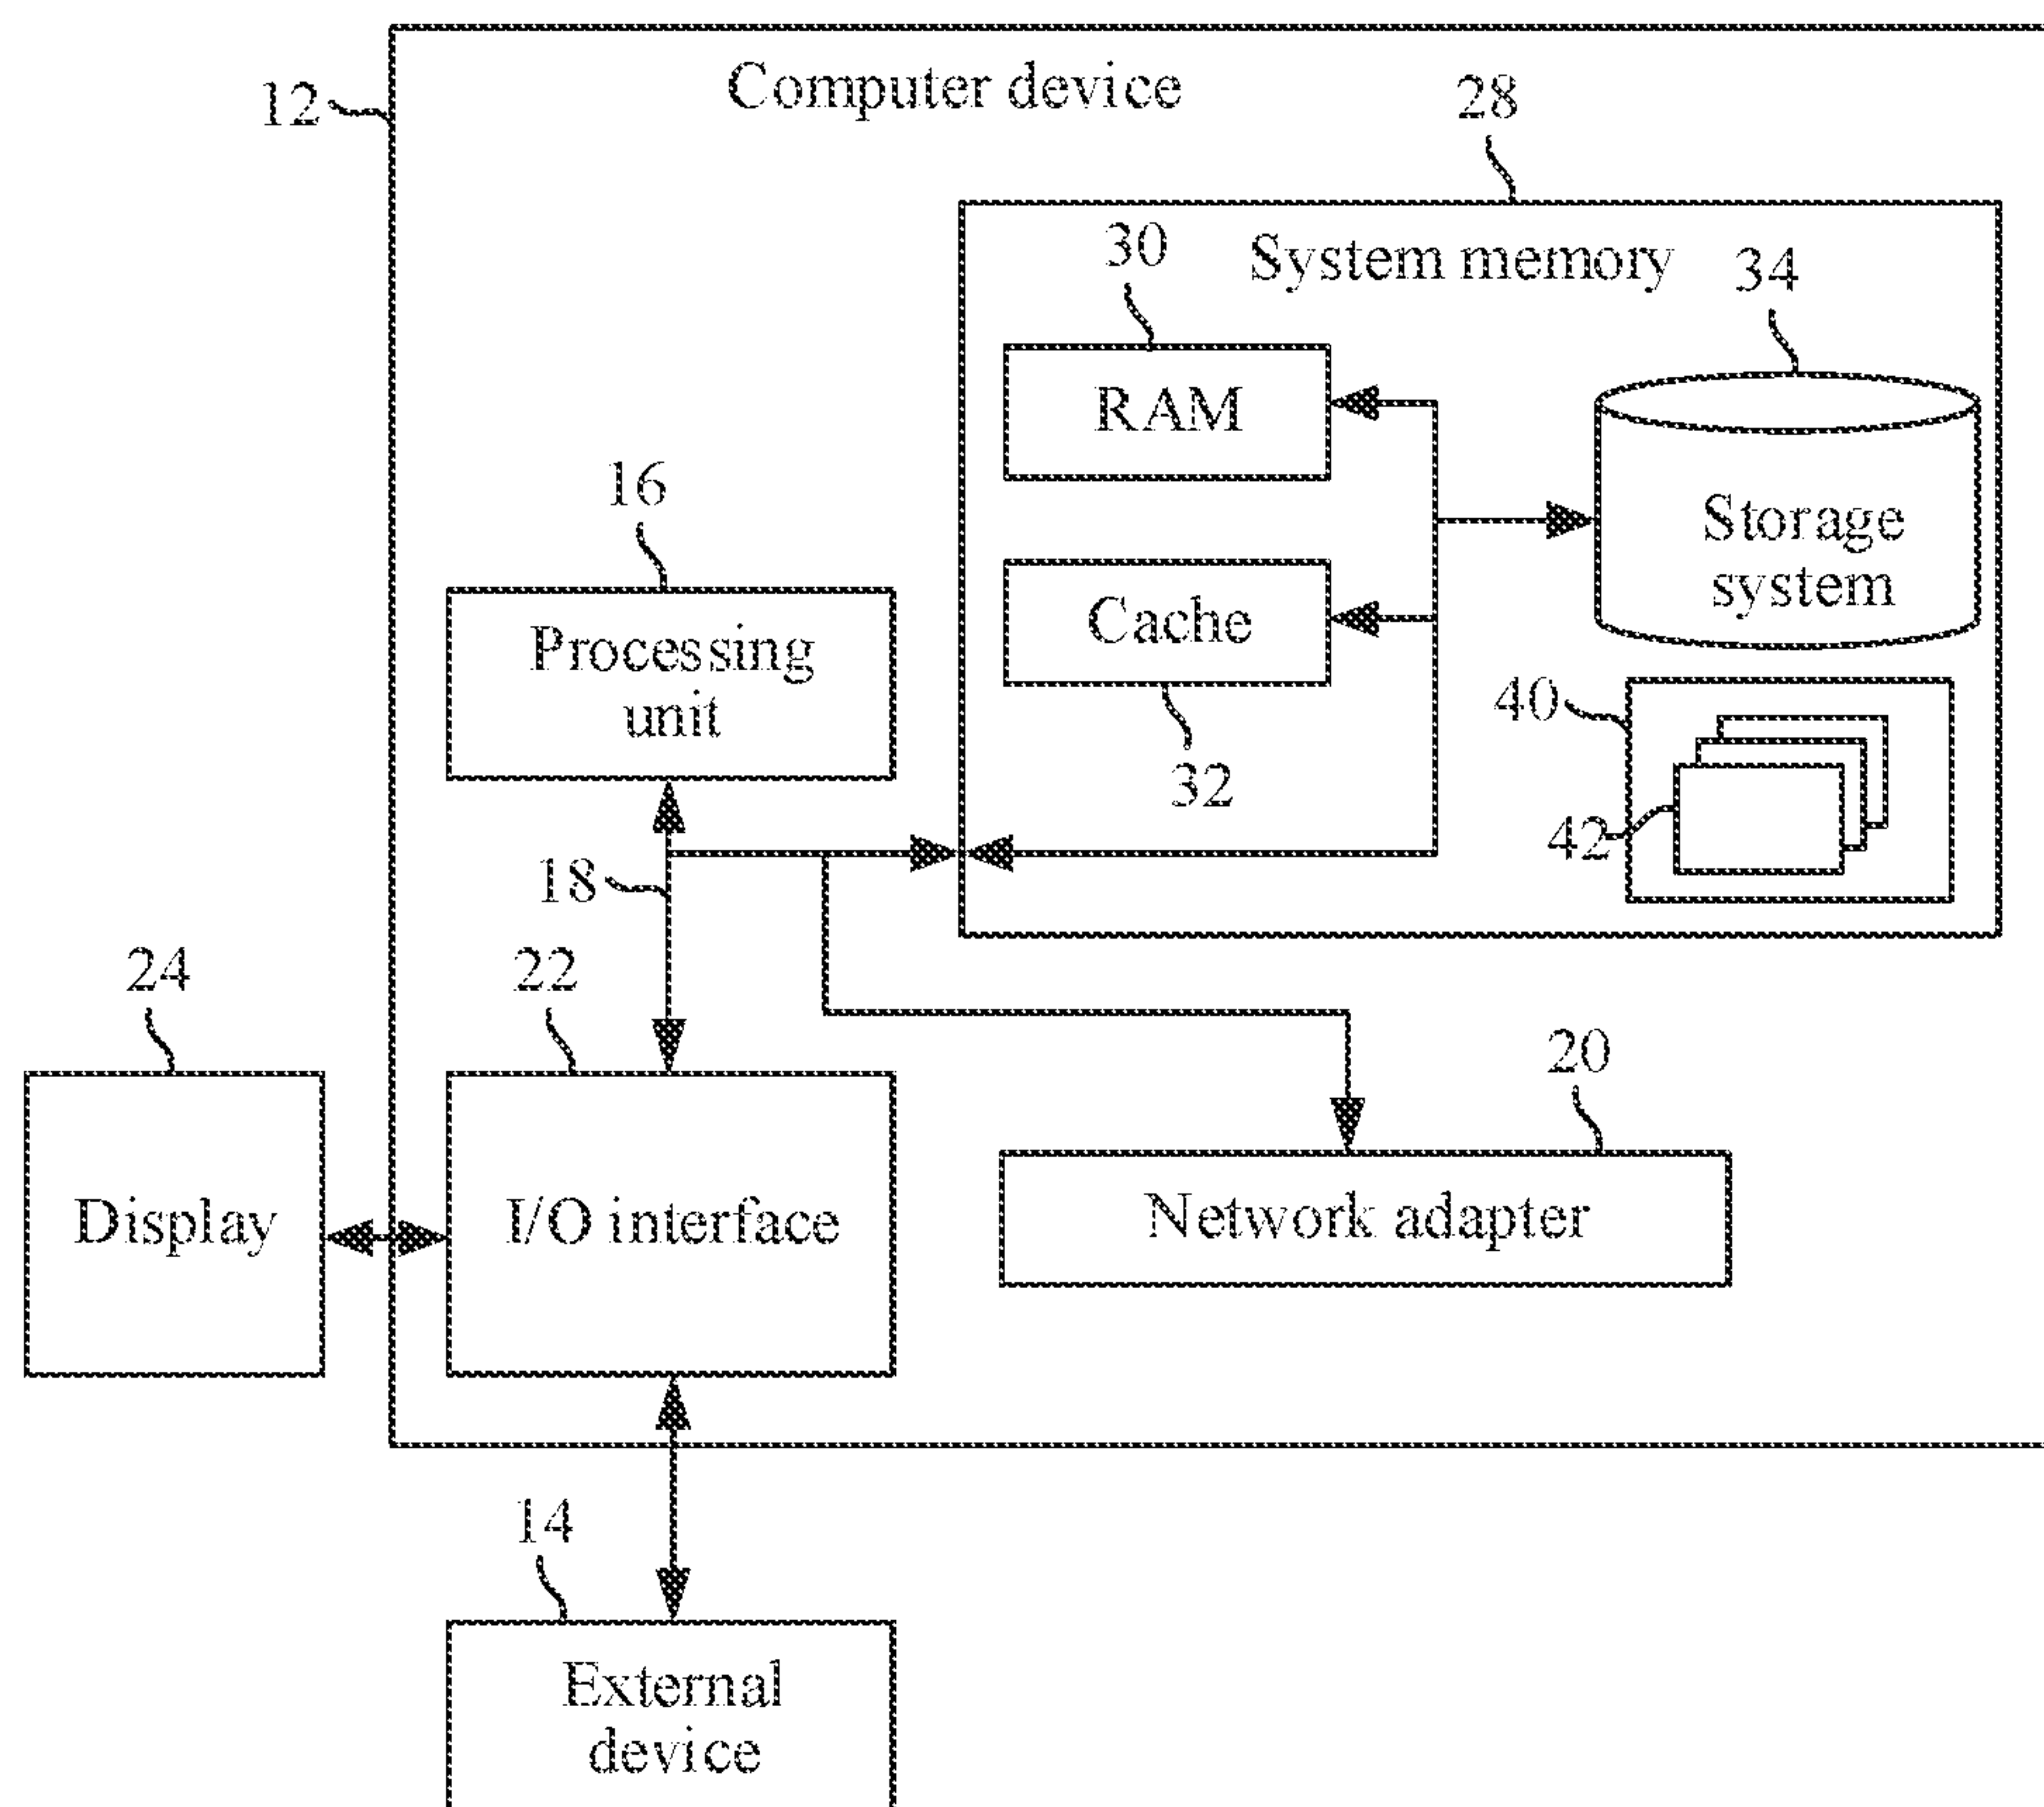 12
Computer device
28
30
System memory
34
RAM
16
Storage
system
Cache
Processing
unit
40
32
42
18
24
22
20
Display
I/O interface
Network adapter
14
External
device